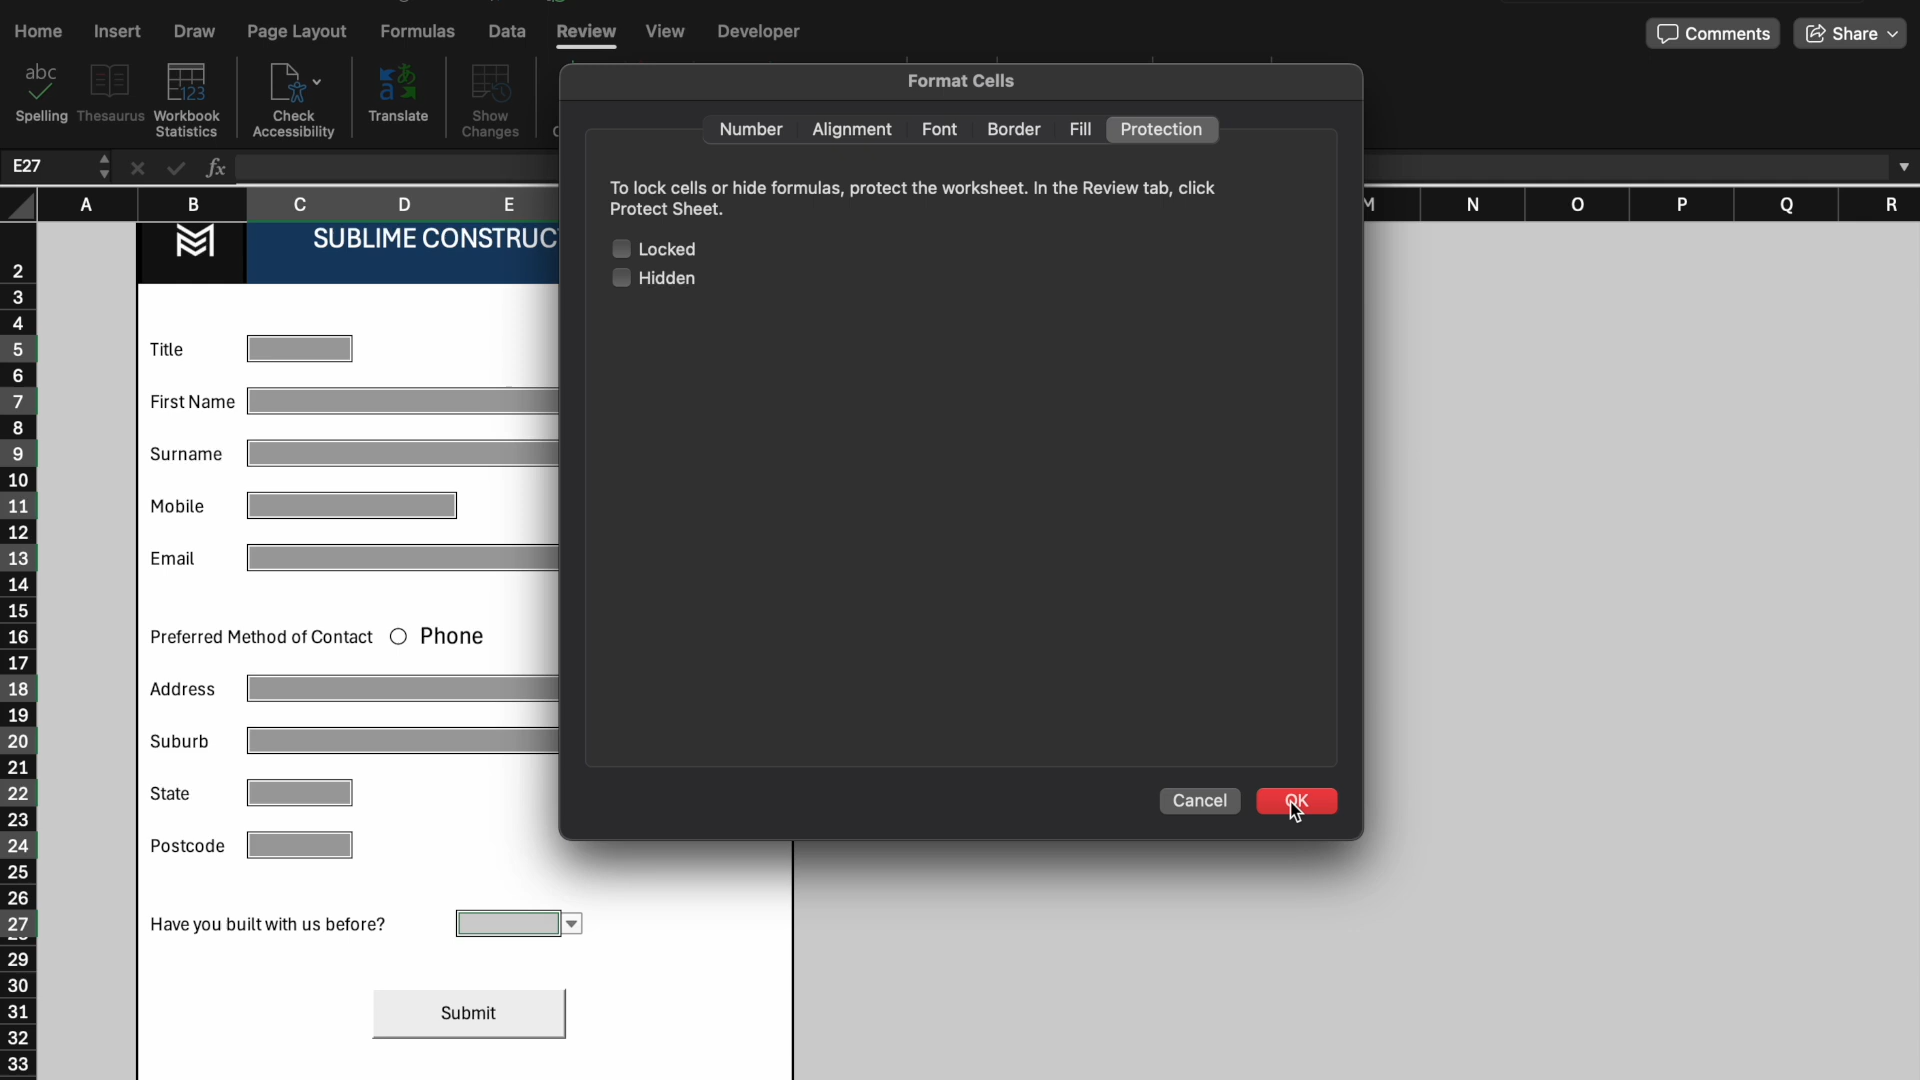 Home Insert Draw Page Layout Formulas Data Review View Developer Comments Share
abc
Spelling Thesaurus Workbook Statistics Check Accessibility Translate Show Changes
Format Cells
Number Alignment Font Border Fill Protection
E27 fx
To lock cells or hide formulas, protect the worksheet. In the Review tab, click
Protect Sheet.
Locked
Hidden
Cancel OK
A B C D E M N O P Q R
SUBLIME CONSTRUC
2
3
4
5 Title
6
7 First Name
8
9 Surname
10
11 Mobile
12
13 Email
14
15
16 Preferred Method of Contact Phone
17
18 Address
19
20 Suburb
21
22 State
23
24 Postcode
25
26
27 Have you built with us before?
29
30
31 Submit
32
33